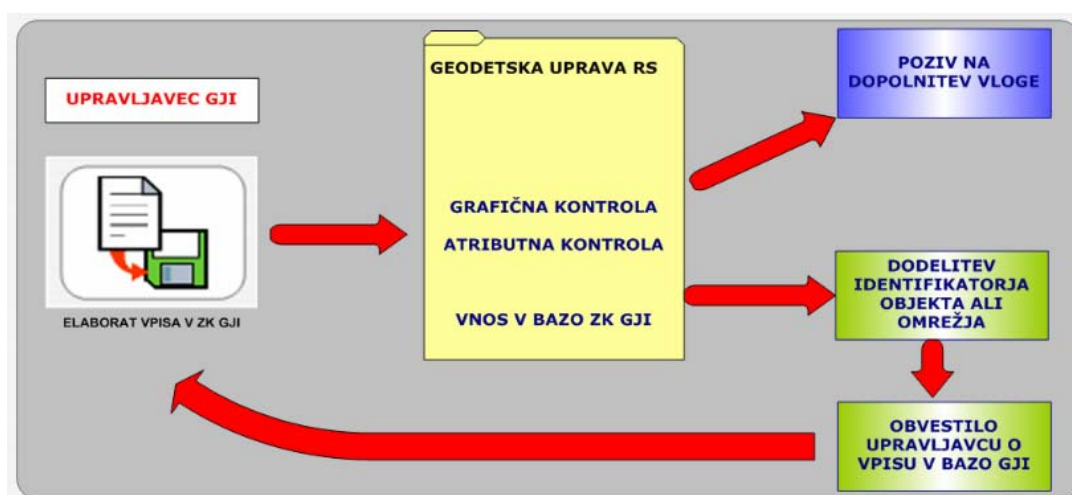 UPRAVLJAVEC GJI
ELABORAT VPISA V ZK GJI
GEODETSKA UPRAVA RS
GRAFIČNA KONTROLA
ATRIBUTNA KONTROLA
VNOS V BAZO ZK GJI
POZIV NA
DOPOLNITEV VLOGE
DODELITEV
IDENTIFIKATORJA
OBJEKTA ALI
OMREŽJA
OBVESTILO
UPRAVLJAVCU O
VPISU V BAZO GJI